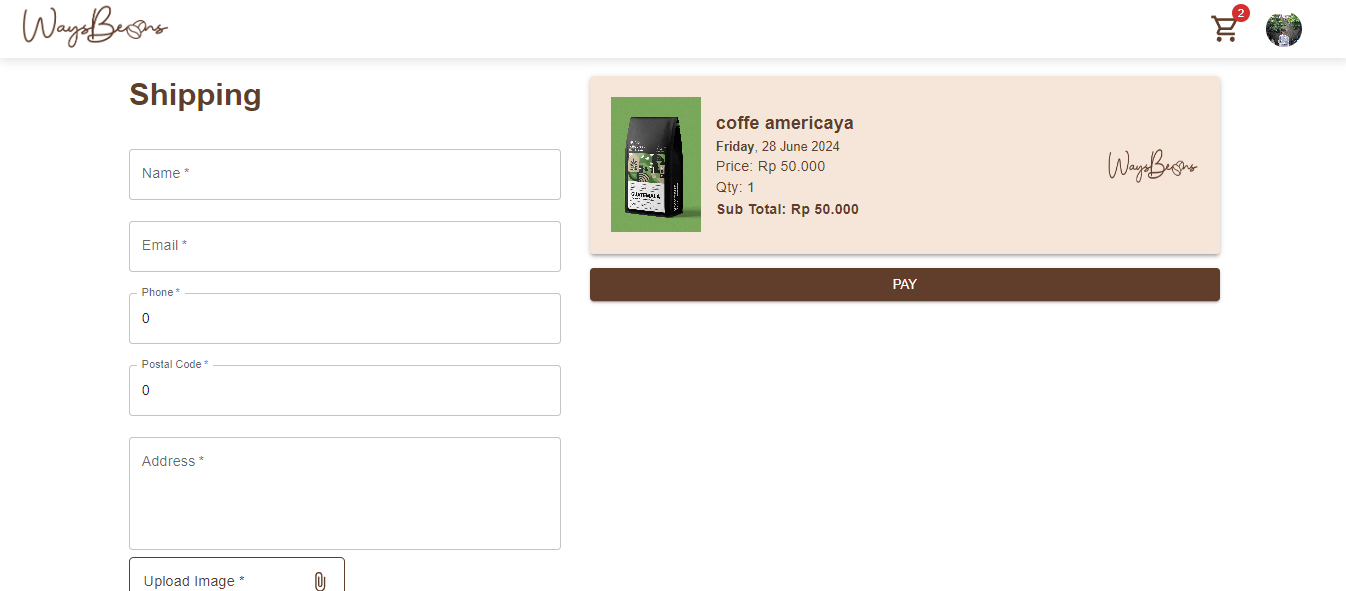 WaysBeans
2
Shipping
Name *
Email *
Phone *
0
Postal Code *
0
Address *
Upload Image *
GUATEMALA
coffe americaya
Friday, 28 June 2024
Price: Rp 50.000
Qty: 1
Sub Total: Rp 50.000
WaysBeans
PAY